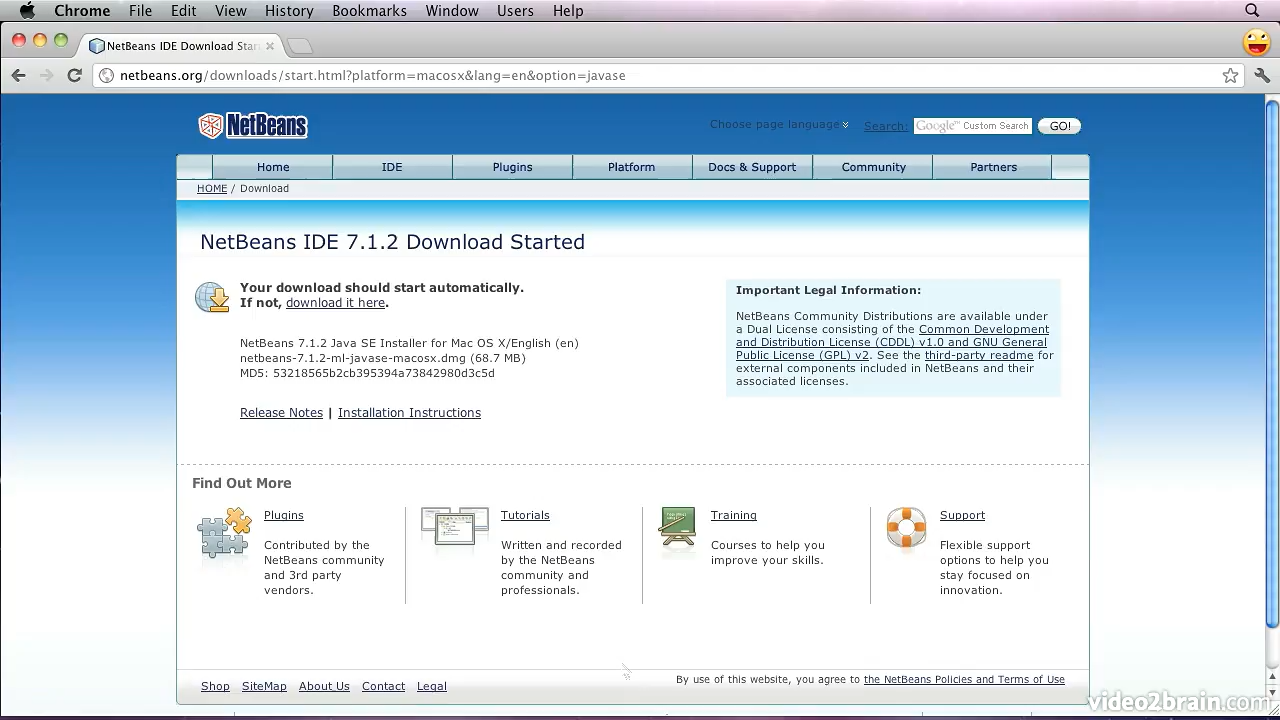 Chrome File Edit View History Bookmarks Window Users Help
NetBeans IDE Download Star
netbeans.org/downloads/start.html?platform=macosx&lang=en&option=javase
NetBeans
Choose page language
Search:
Google Custom Search
GO!
Home IDE Plugins Platform Docs & Support Community Partners
HOME / Download
NetBeans IDE 7.1.2 Download Started
Your download should start automatically.
If not, download it here.
NetBeans 7.1.2 Java SE Installer for Mac OS X/English (en)
netbeans-7.1.2-ml-javase-macosx.dmg (68.7 MB)
MD5: 53218565b2cb395394a73842980d3c5d
Release Notes | Installation Instructions
Important Legal Information:
NetBeans Community Distributions are available under
a Dual License consisting of the Common Development
and Distribution License (CDDL) v1.0 and GNU General
Public License (GPL) v2. See the third-party readme for
external components included in NetBeans and their
associated licenses.
Find Out More
Plugins
Contributed by the
NetBeans community
and 3rd party
vendors.
Tutorials
Written and recorded
by the NetBeans
community and
professionals.
Training
Courses to help you
improve your skills.
Support
Flexible support
options to help you
stay focused on
innovation.
Shop SiteMap About Us Contact Legal
By use of this website, you agree to the NetBeans Policies and Terms of Use
video2brain.com